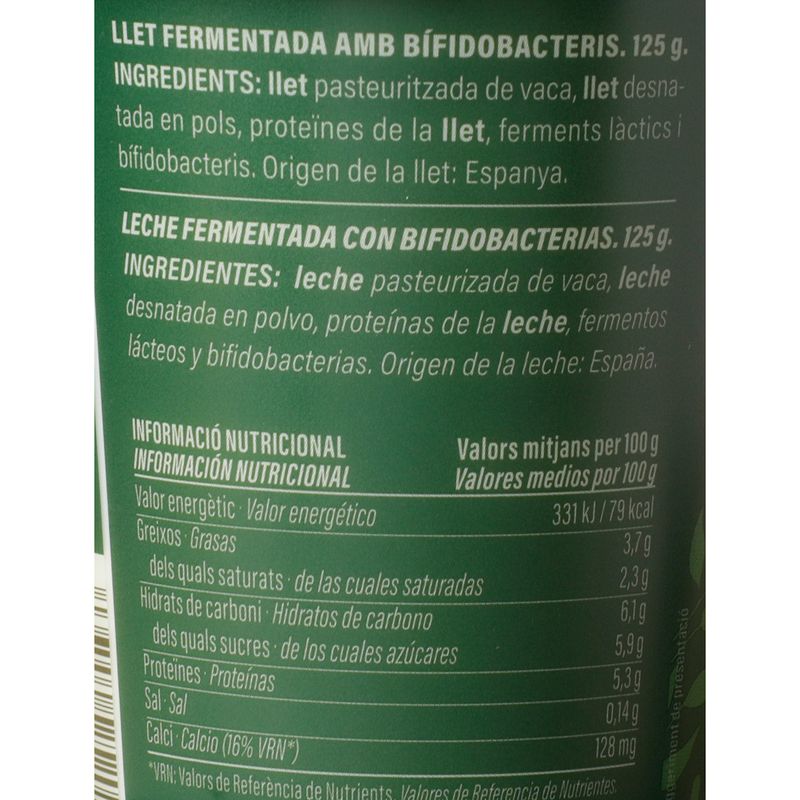 LLET FERMENTADA AMB BÍFIDOBACTERIS. 125 g.
INGREDIENTS: llet pasteuritzada de vaca, llet desna-
tada en pols, proteïnes de la llet, ferments làctics i
bífidobacteris. Origen de la llet: Espanya.
LECHE FERMENTADA CON BIFIDOBACTERIAS. 125 g.
INGREDIENTES: leche pasteurizada de vaca, leche
desnatada en polvo, proteínas de la leche, fermentos
lácteos y bifidobacterias. Origen de la leche: España.
INFORMACIÓ NUTRICIONAL Valors mitjans per 100 g
INFORMACIÓN NUTRICIONAL Valores medios por 100 g
Valor energètic · Valor energético 331 kJ / 79 kcal
Greixos · Grasas 3,7 g
dels quals saturats · de las cuales saturadas 2,3 g
Hidrats de carboni · Hidratos de carbono 6,1 g
dels quals sucres · de los cuales azúcares 5,9 g
Proteïnes · Proteínas 5,3 g
Sal · Sal 0,14 g
Calci · Calcio (16% VRN*) 128 mg
*VRN: Valors de Referència de Nutrients. Valores de Referencia de Nutrientes.
de presentació